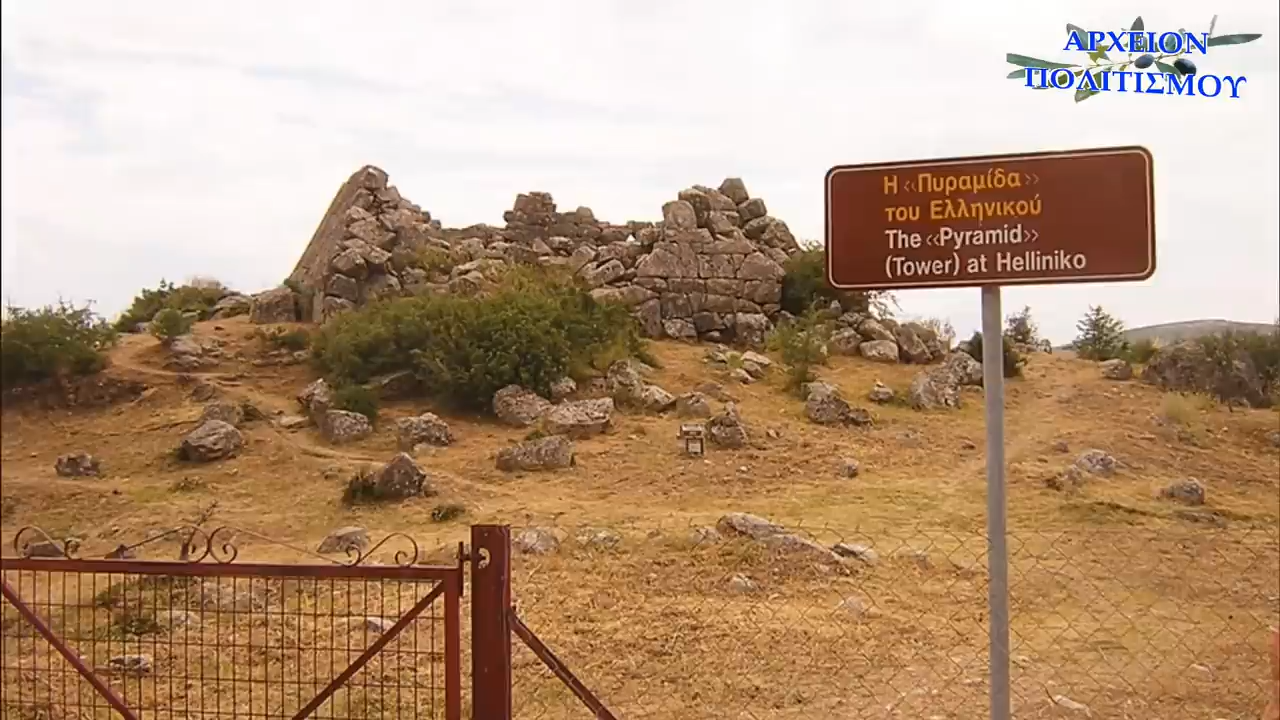 ΑΡΧΕΙΟΝ
ΠΟΛΙΤΙΣΜΟΥ
Η «Πυραμίδα»
του Ελληνικού
The «Pyramid»
(Tower) at Helliniko